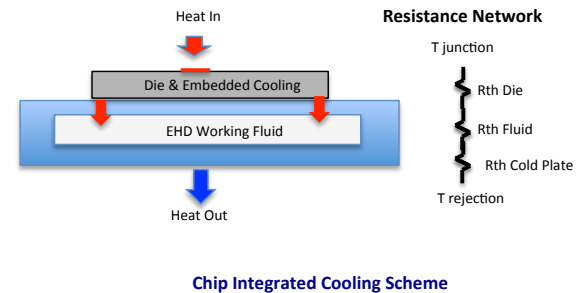 Heat In
Resistance Network
T junction
Die & Embedded Cooling
Rth Die
EHD Working Fluid
Rth Fluid
Rth Cold Plate
T rejection
Heat Out
Chip Integrated Cooling Scheme